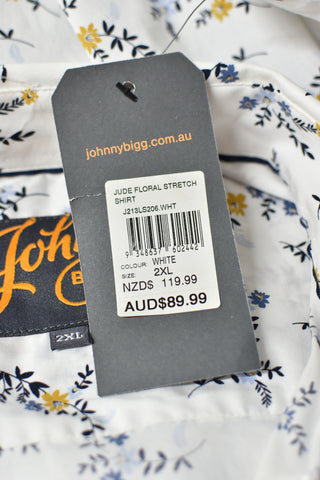 johnnybigg.com.au
JUDE FLORAL STRETCH
SHIRT
J213LS206.WHT
9 348637 602442
COLOUR: WHITE
SIZE: 2XL
NZD$ 119.99
AUD$89.99
2XL